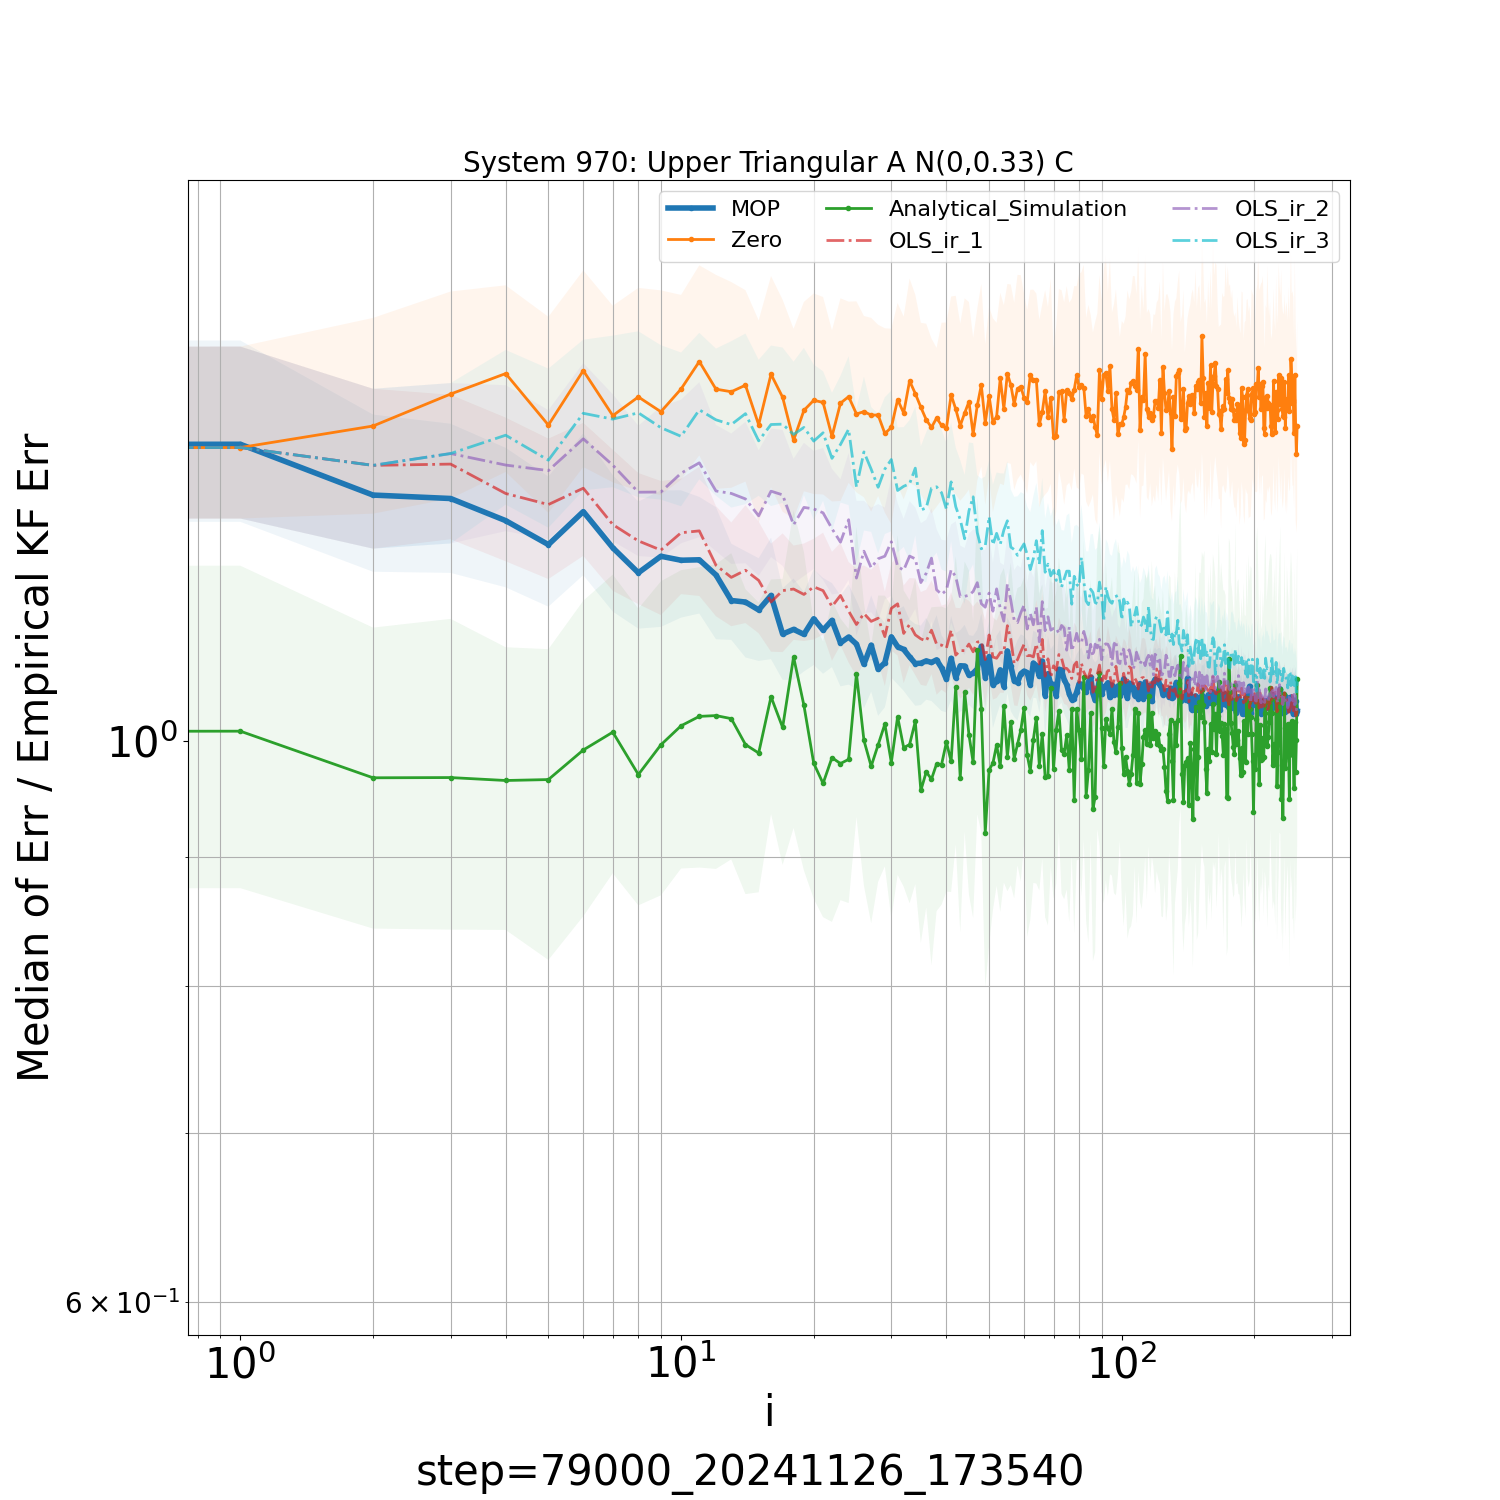 System 970: Upper Triangular A N(0,0.33) C
MOP
Zero
Analytical_Simulation
OLS_ir_1
OLS_ir_2
OLS_ir_3
Median of Err / Empirical KF Err
10⁰
6 × 10⁻¹
10⁰ 10¹ 10²
i
step=79000_20241126_173540